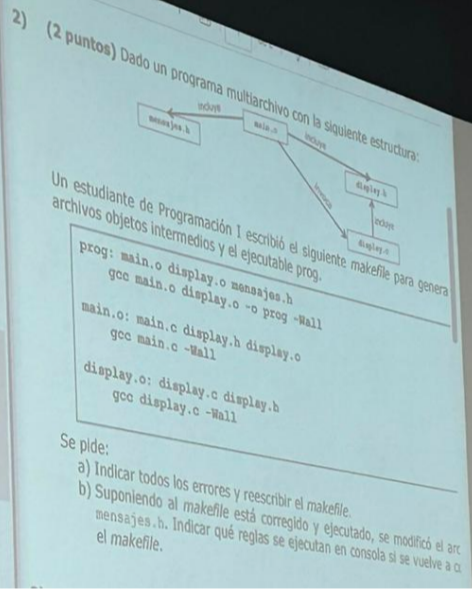 2) (2 puntos) Dado un programa multiarchivo con la siguiente estructura:
incluye
mensajes.h
main.c
incluye
display.h
invoca
incluye
display.c
Un estudiante de Programación I escribió el siguiente makefile para genera
archivos objetos intermedios y el ejecutable prog.
prog: main.o display.o mensajes.h
gcc main.o display.o -o prog -Wall
main.o: main.c display.h display.o
gcc main.c -Wall
display.o: display.c display.h
gcc display.c -Wall
Se pide:
a) Indicar todos los errores y reescribir el makefile.
b) Suponiendo al makefile está corregido y ejecutado, se modificó el arc
mensajes.h. Indicar qué reglas se ejecutan en consola si se vuelve a
el makefile.